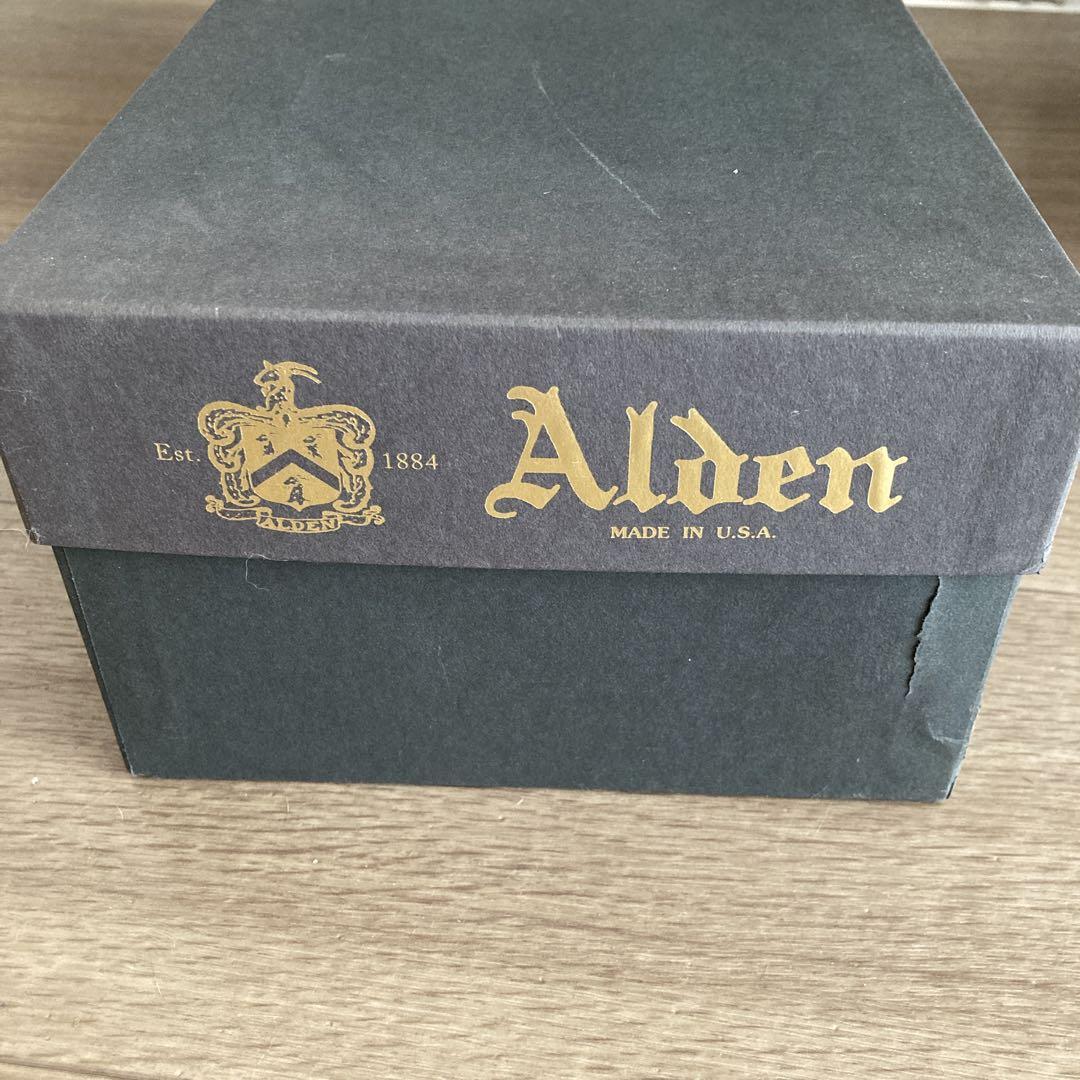 Est. 1884
ALDEN
Alden
MADE IN U.S.A.